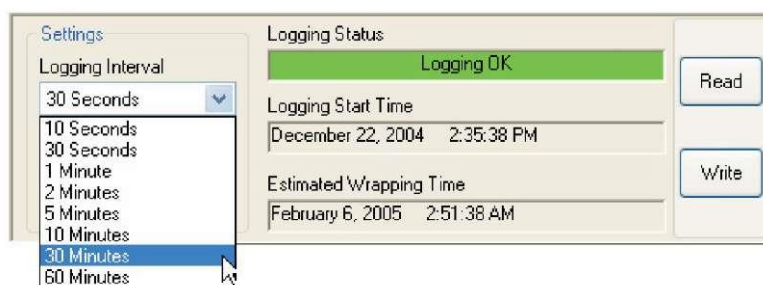 Settings
Logging Interval
30 Seconds
10 Seconds
30 Seconds
1 Minute
2 Minutes
5 Minutes
10 Minutes
30 Minutes
60 Minutes
Logging Status
Logging OK
Logging Start Time
December 22, 2004 2:35:38 PM
Estimated Wrapping Time
February 6, 2005 2:51:38 AM
Read
Write